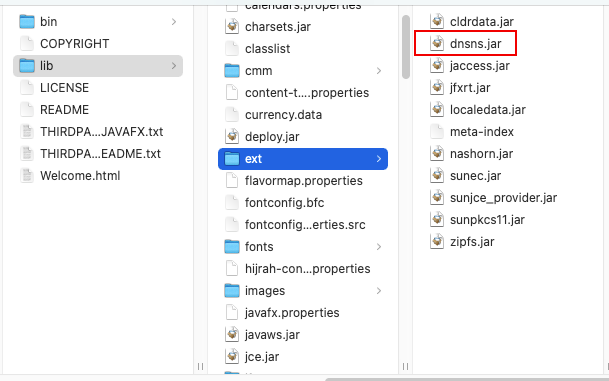 bin
COPYRIGHT
lib
LICENSE
README
THIRDPA...JAVAFX.txt
THIRDPA...EADME.txt
Welcome.html
calendars.properties
charsets.jar
classlist
cmm
content-t....properties
currency.data
deploy.jar
ext
flavormap.properties
fontconfig.bfc
fontconfig...erties.src
fonts
hijrah-con...properties
images
javafx.properties
javaws.jar
jce.jar
cldrdata.jar
dnsns.jar
jaccess.jar
jfxrt.jar
localedata.jar
meta-index
nashorn.jar
sunec.jar
sunjce_provider.jar
sunpkcs11.jar
zipfs.jar